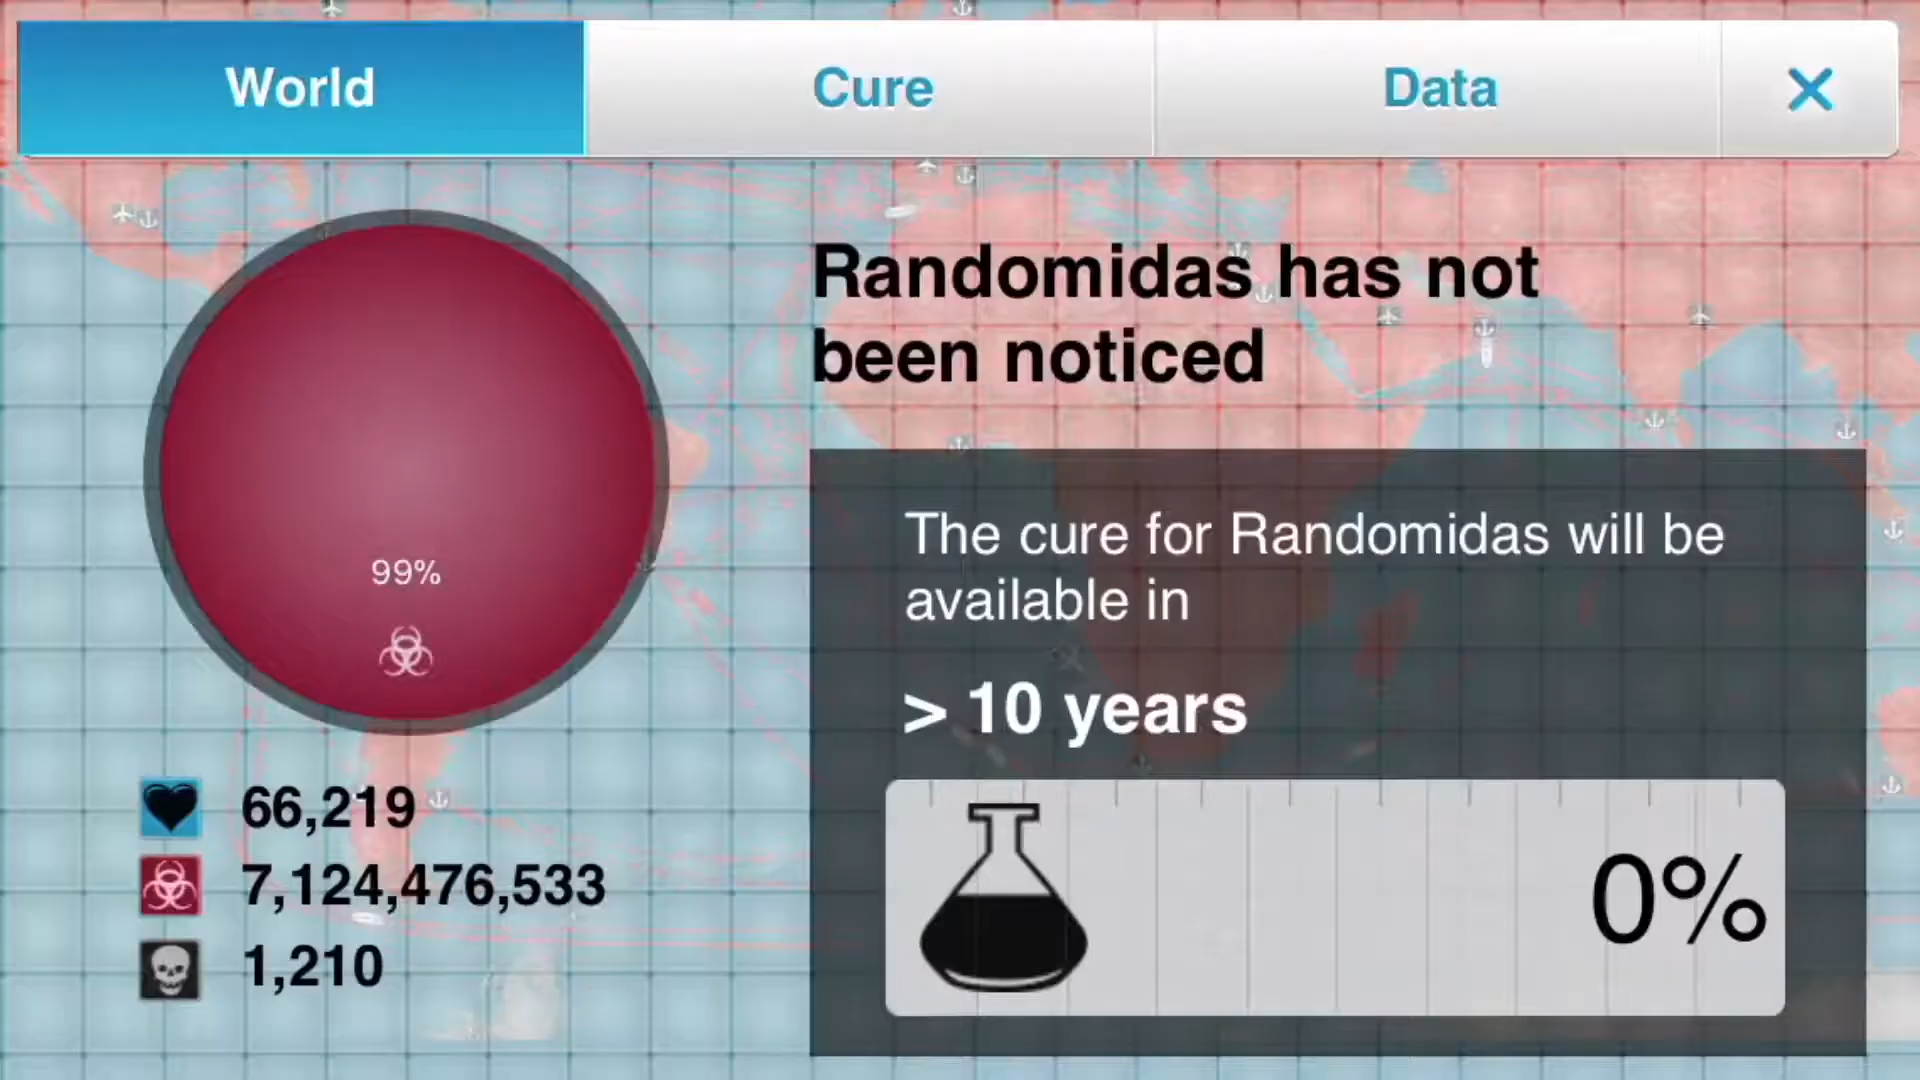 World
Cure
Data
Randomidas has not
been noticed
99%
The cure for Randomidas will be
available in
> 10 years
66,219
7,124,476,533
1,210
0%